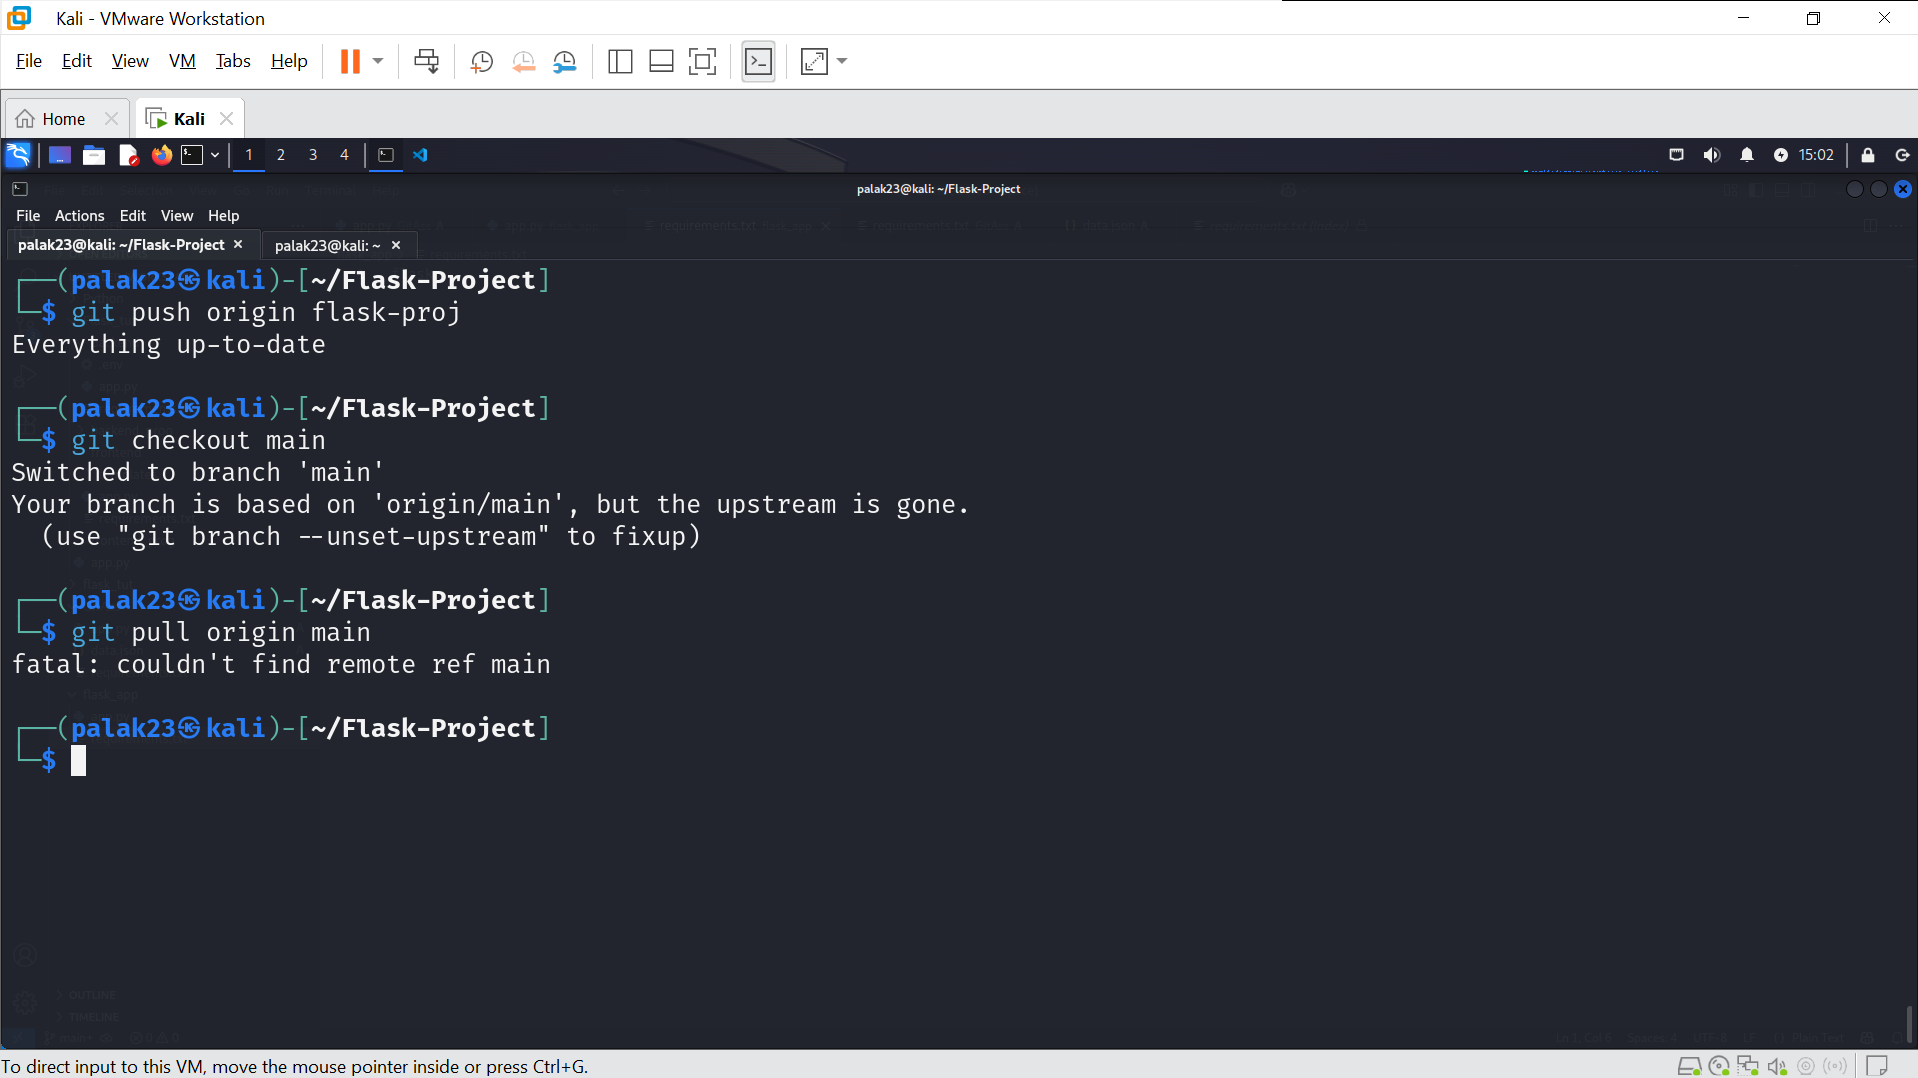 Kali - VMware Workstation
File Edit View VM Tabs Help
Home
Kali
1 2 3 4
15:02
palak23@kali: ~/Flask-Project
File Actions Edit View Help
palak23@kali: ~/Flask-Project
palak23@kali: ~
┌──(palak23㉿kali)-[~/Flask-Project]
└─$ git push origin flask-proj
Everything up-to-date
┌──(palak23㉿kali)-[~/Flask-Project]
└─$ git checkout main
Switched to branch 'main'
Your branch is based on 'origin/main', but the upstream is gone.
(use "git branch --unset-upstream" to fixup)
┌──(palak23㉿kali)-[~/Flask-Project]
└─$ git pull origin main
fatal: couldn't find remote ref main
┌──(palak23㉿kali)-[~/Flask-Project]
└─$
OUTLINE
TIMELINE
To direct input to this VM, move the mouse pointer inside or press Ctrl+G.